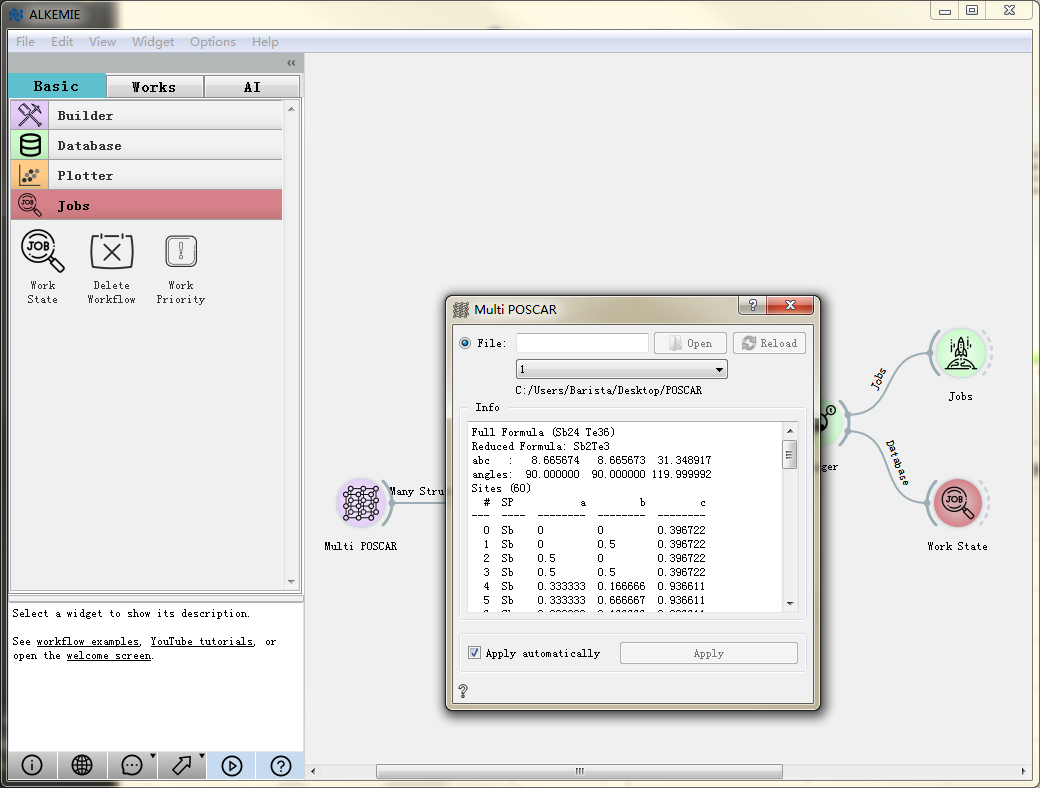 ALKEMIE
File Edit View Widget Options Help
«
Basic Works AI
Builder
Database
Plotter
JOB Jobs
JOB
Work State
Delete Workflow
Work Priority
Select a widget to show its description.
See workflow examples, YouTube tutorials, or
open the welcome screen.
Multi POSCAR
File: Open Reload
1
C:/Users/Barista/Desktop/POSCAR
Info
Full Formula (Sb24 Te36)
Reduced Formula: Sb2Te3
abc : 8.665674 8.665673 31.348917
angles: 90.000000 90.000000 119.999992
Sites (60)
# SP a b c
--- ---- -------- -------- --------
0 Sb 0 0 0.396722
1 Sb 0 0.5 0.396722
2 Sb 0.5 0 0.396722
3 Sb 0.5 0.5 0.396722
4 Sb 0.333333 0.166666 0.936611
5 Sb 0.333333 0.666667 0.936611
Apply automatically Apply
?
Many Stru
Multi POSCAR
ger
Jobs
Jobs
Database
JOB
Work State